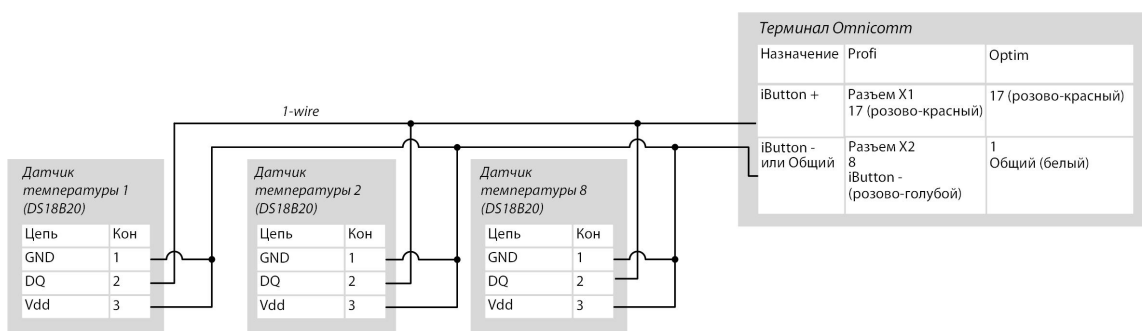 Терминал Omnicomm
Назначение Profi Optim
iButton + Разъем X1 17 (розово-красный)
17 (розово-красный)
iButton - Разъем X2 1
или Общий 8 Общий (белый)
iButton -
(розово-голубой)
1-wire
Датчик
температуры 1
(DS18B20)
Цепь Кон
GND 1
DQ 2
Vdd 3
Датчик
температуры 2
(DS18B20)
Цепь Кон
GND 1
DQ 2
Vdd 3
Датчик
температуры 8
(DS18B20)
Цепь Кон
GND 1
DQ 2
Vdd 3